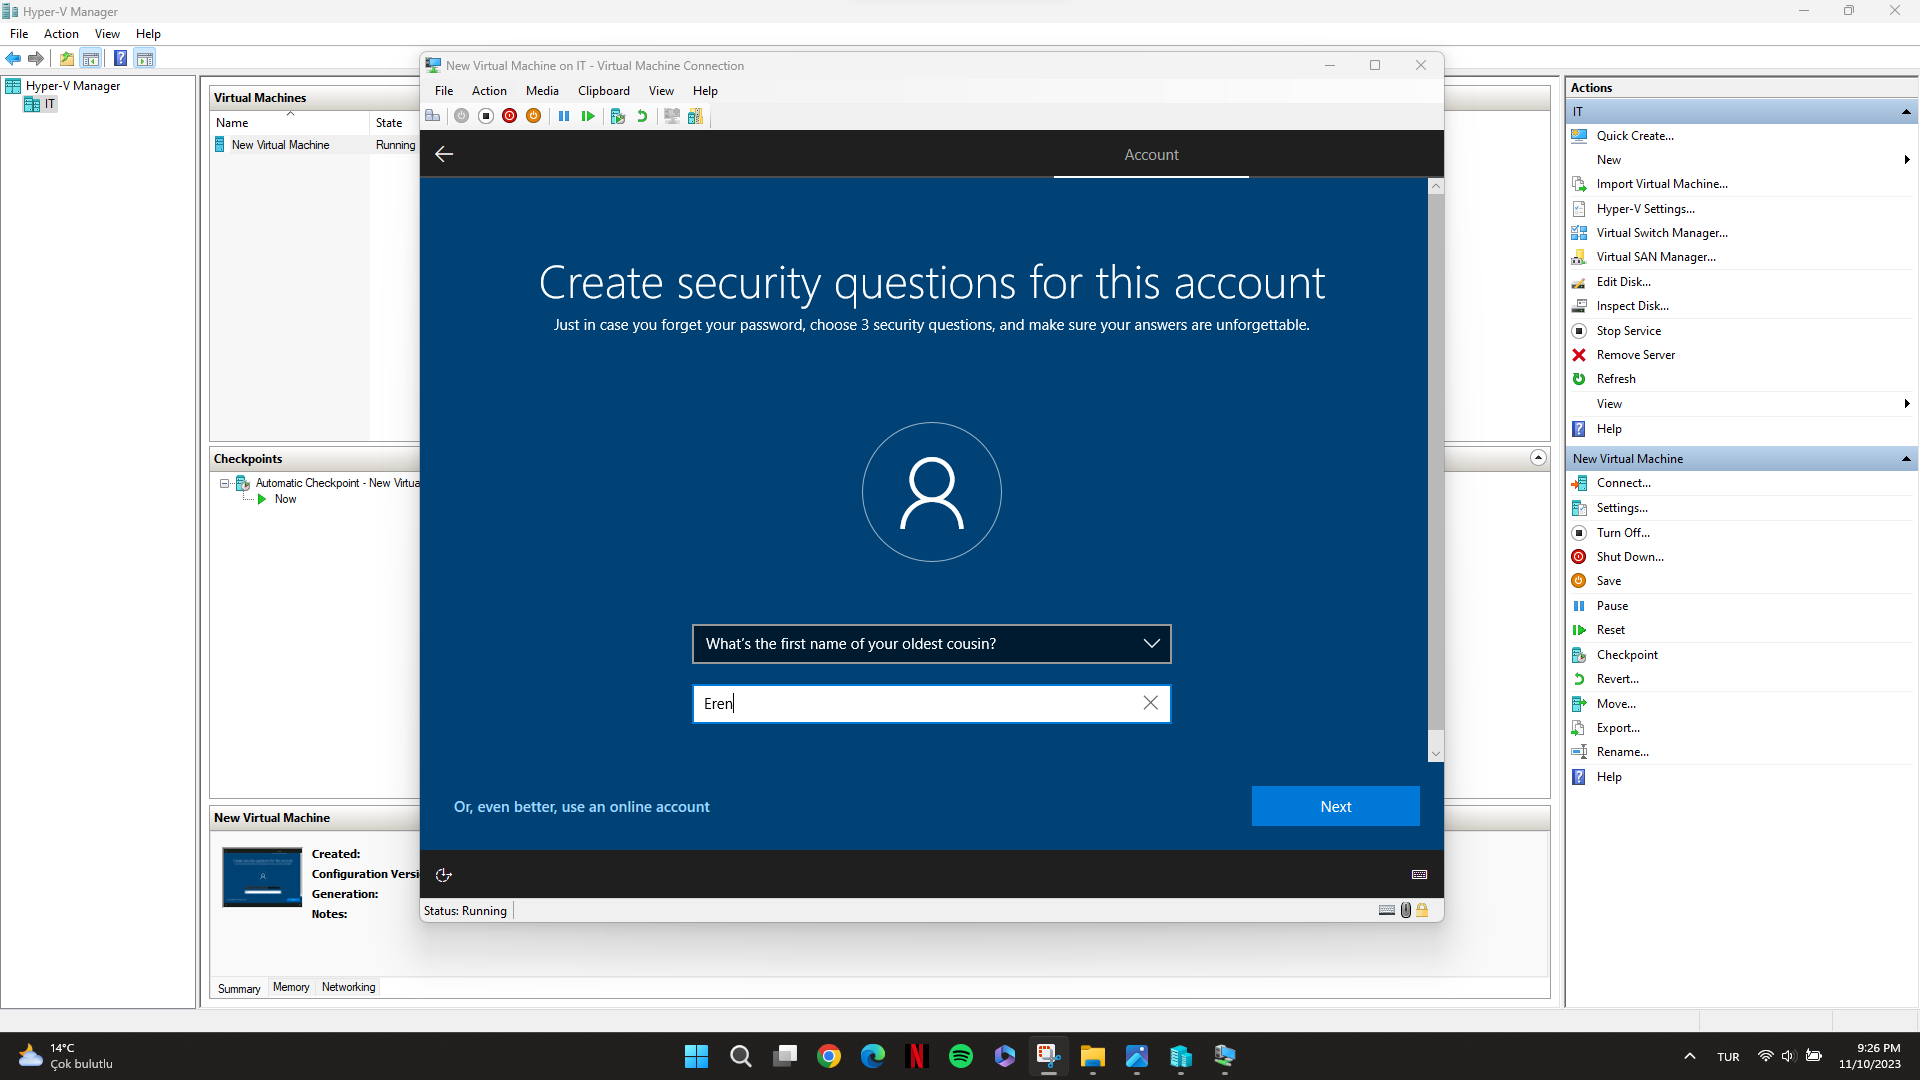 Hyper-V Manager
File Action View Help
Hyper-V Manager
IT
Virtual Machines
Name State
New Virtual Machine Running
Checkpoints
Automatic Checkpoint - New Virtua
Now
New Virtual Machine
Created:
Configuration Versi
Generation:
Notes:
Summary Memory Networking
New Virtual Machine on IT - Virtual Machine Connection
File Action Media Clipboard View Help
Account
Create security questions for this account
Just in case you forget your password, choose 3 security questions, and make sure your answers are unforgettable.
What's the first name of your oldest cousin?
Eren
Or, even better, use an online account
Next
Status: Running
Actions
IT
Quick Create...
New
Import Virtual Machine...
Hyper-V Settings...
Virtual Switch Manager...
Virtual SAN Manager...
Edit Disk...
Inspect Disk...
Stop Service
Remove Server
Refresh
View
Help
New Virtual Machine
Connect...
Settings...
Turn Off...
Shut Down...
Save
Pause
Reset
Checkpoint
Revert...
Move...
Export...
Rename...
Help
14°C
Çok bulutlu
TUR
9:26 PM
11/10/2023